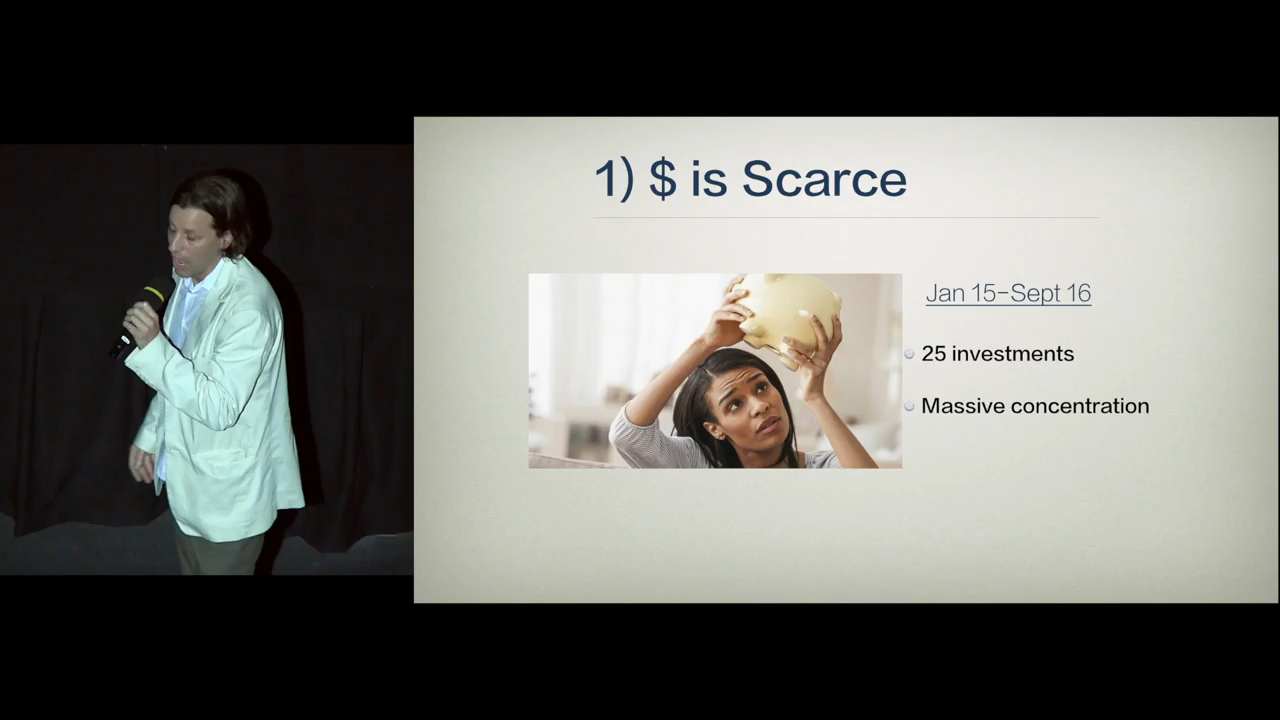 1) $ is Scarce
Jan 15-Sept 16
25 investments
Massive concentration